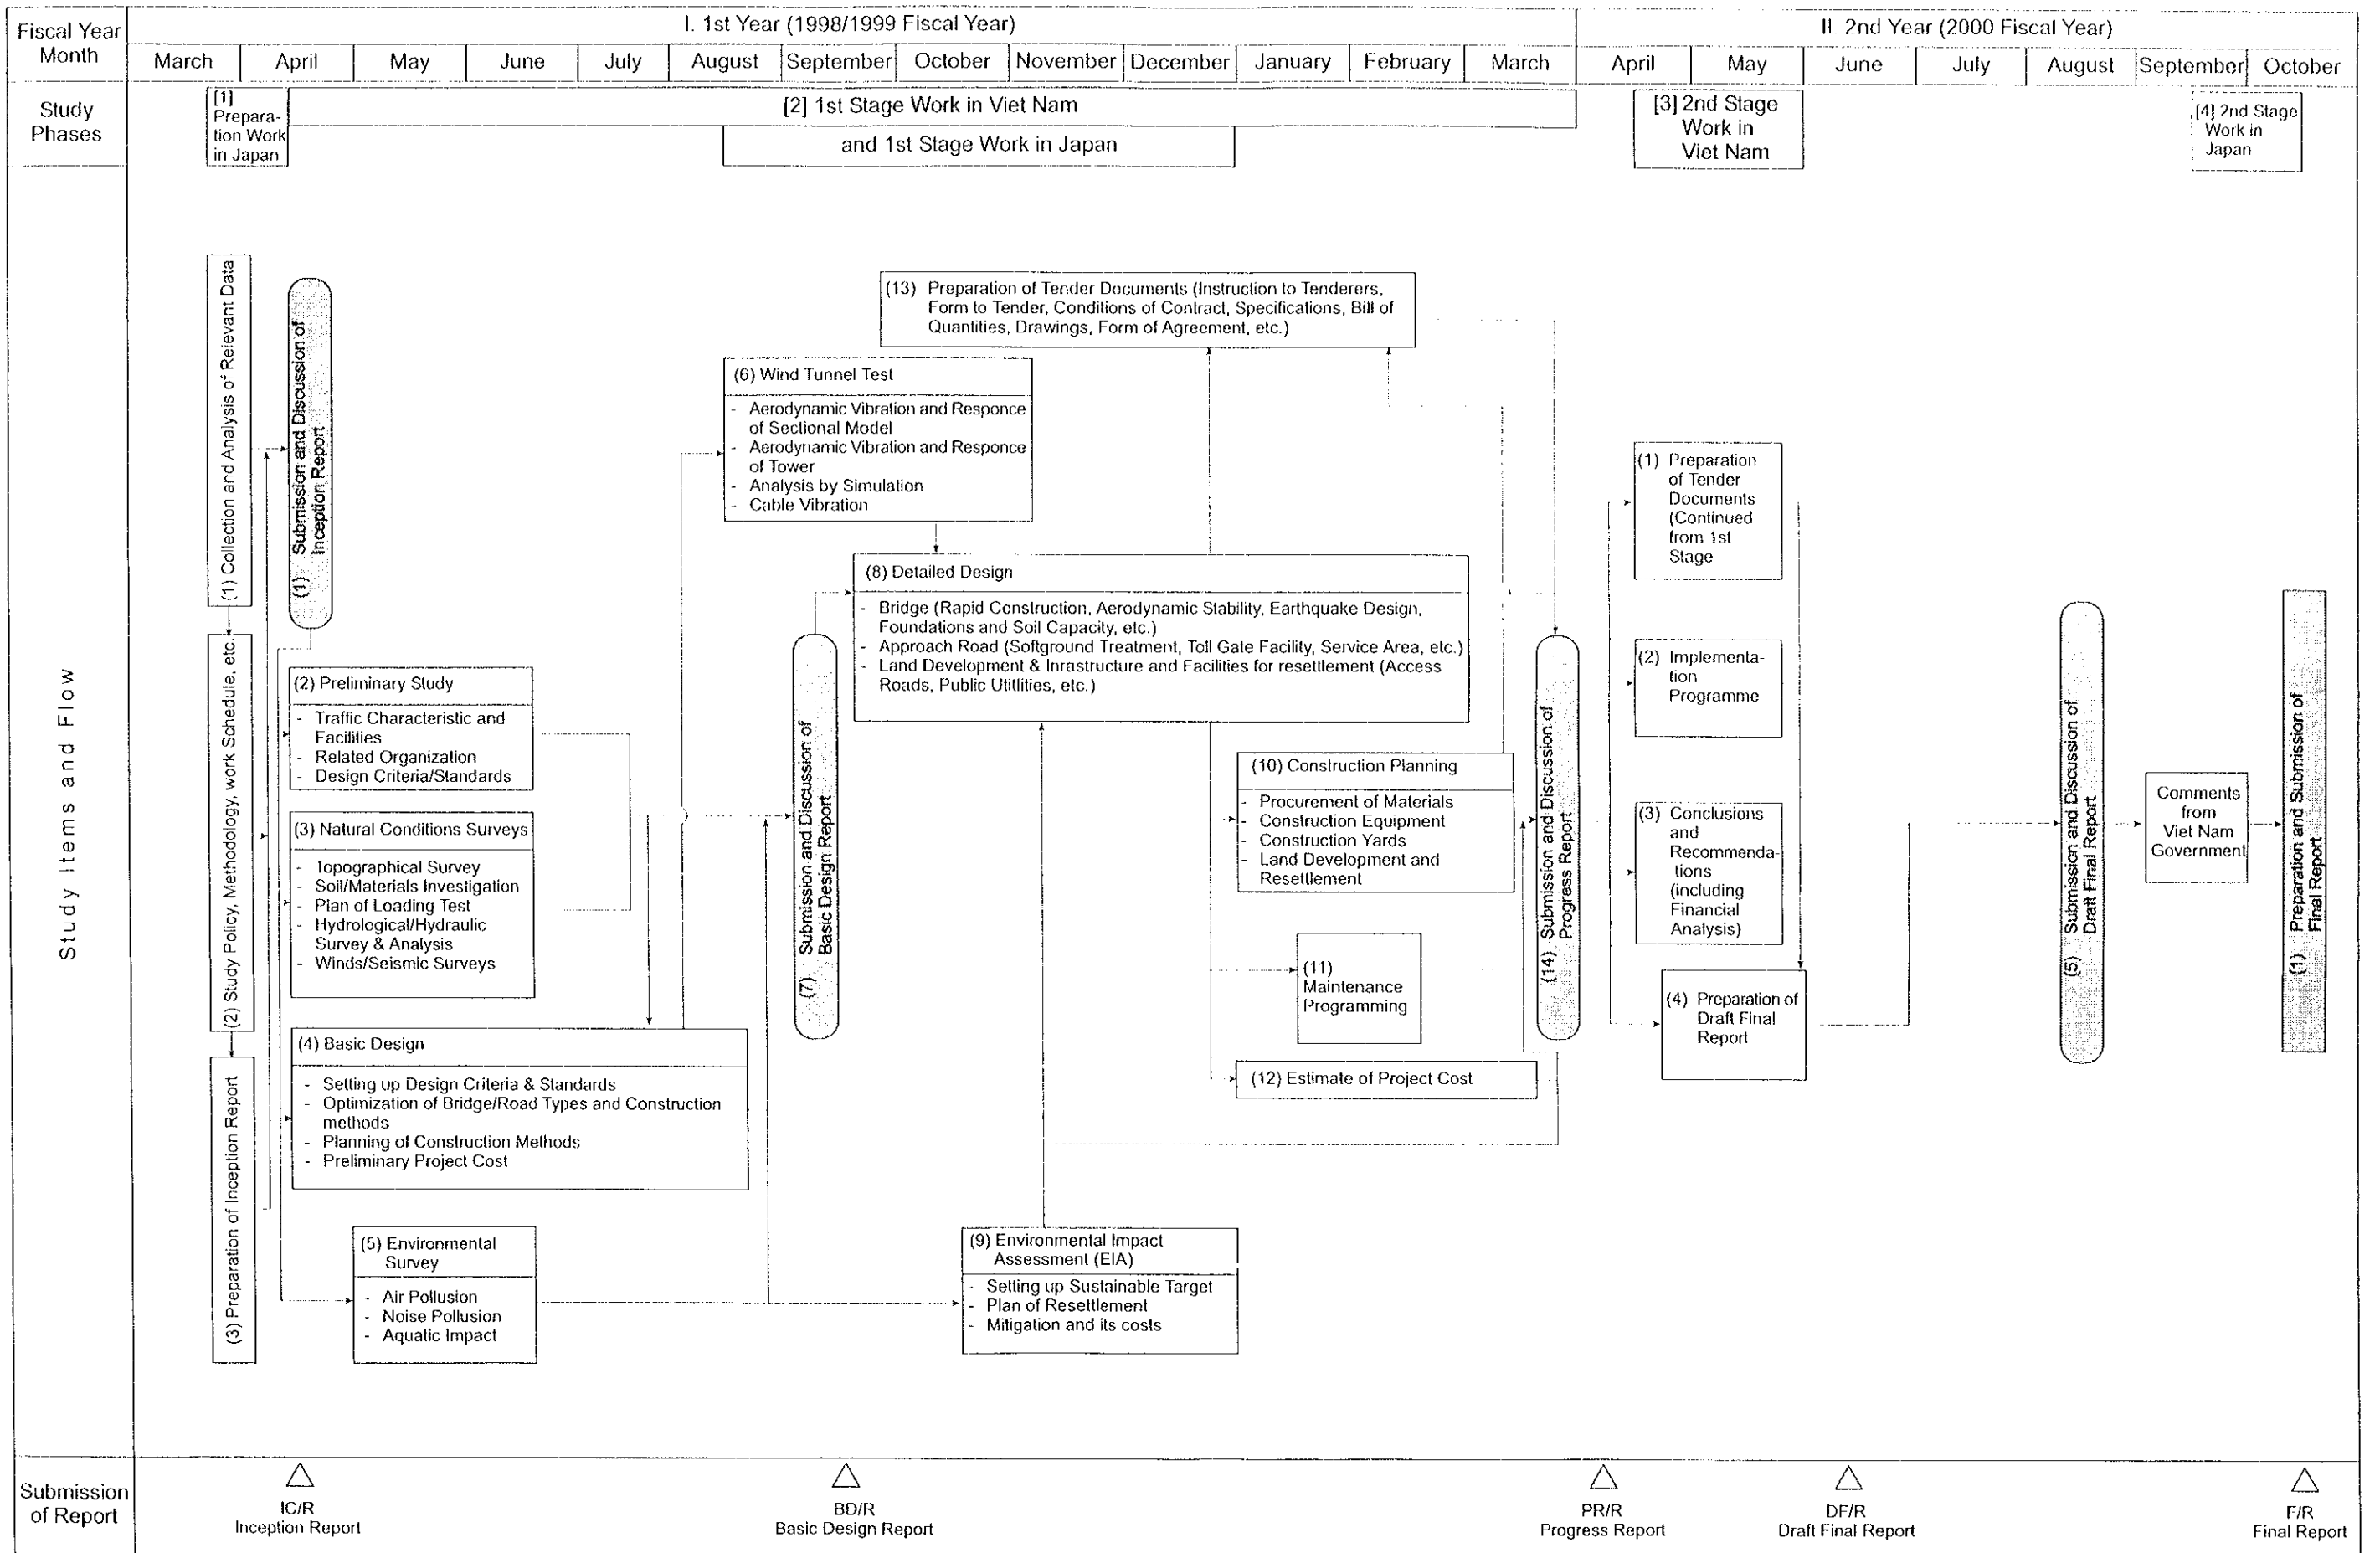 Fiscal Year
Month
I. 1st Year (1998/1999 Fiscal Year)
II. 2nd Year (2000 Fiscal Year)
March
April
May
June
July
August
September
October
November
December
January
February
March
April
May
June
July
August
September
October
Study
Phases
[1]
Prepara-
tion Work
in Japan
[2] 1st Stage Work in Viet Nam
and 1st Stage Work in Japan
[3] 2nd Stage
Work in
Viet Nam
[4] 2nd Stage
Work in
Japan
Study Items and Flow
(1) Collection and Analysis of Relevant Data
(2) Study Policy, Methodology, work Schedule, etc.
(3) Preparation of Inception Report
(1) Submission and Discussion of
Inception Report
(2) Preliminary Study
- Traffic Characteristic and
Facilities
- Related Organization
- Design Criteria/Standards
(3) Natural Conditions Surveys
- Topographical Survey
- Soil/Materials Investigation
- Plan of Loading Test
- Hydrological/Hydraulic
Survey & Analysis
- Winds/Seismic Surveys
(4) Basic Design
- Setting up Design Criteria & Standards
- Optimization of Bridge/Road Types and Construction
methods
- Planning of Construction Methods
- Preliminary Project Cost
(5) Environmental
Survey
- Air Pollusion
- Noise Pollusion
- Aquatic Impact
(6) Wind Tunnel Test
- Aerodynamic Vibration and Responce
of Sectional Model
- Aerodynamic Vibration and Responce
of Tower
- Analysis by Simulation
- Cable Vibration
(7) Submission and Discussion of
Basic Design Report
(8) Detailed Design
- Bridge (Rapid Construction, Aerodynamic Stability, Earthquake Design,
Foundations and Soil Capacity, etc.)
- Approach Road (Softground Treatment, Toll Gate Facility, Service Area, etc.)
- Land Development & Inrastructure and Facilities for resettlement (Access
Roads, Public Utitlities, etc.)
(9) Environmental Impact
Assessment (EIA)
- Setting up Sustainable Target
- Plan of Resettlement
- Mitigation and its costs
(10) Construction Planning
- Procurement of Materials
- Construction Equipment
- Construction Yards
- Land Development and
Resettlement
(11)
Maintenance
Programming
(12) Estimate of Project Cost
(13) Preparation of Tender Documents (Instruction to Tenderers,
Form to Tender, Conditions of Contract, Specifications, Bill of
Quantities, Drawings, Form of Agreement, etc.)
(14) Submission and Discussion of
Progress Report
(1) Preparation
of Tender
Documents
(Continued
from 1st
Stage
(2) Implementa-
tion
Programme
(3) Conclusions
and
Recommenda-
tions
(including
Financial
Analysis)
(4) Preparation of
Draft Final
Report
(5) Submission and Discussion of
Draft Final Report
Comments
from
Viet Nam
Government
(1) Preparation and Submission of
Final Report
Submission
of Report
IC/R
Inception Report
BD/R
Basic Design Report
PR/R
Progress Report
DF/R
Draft Final Report
F/R
Final Report